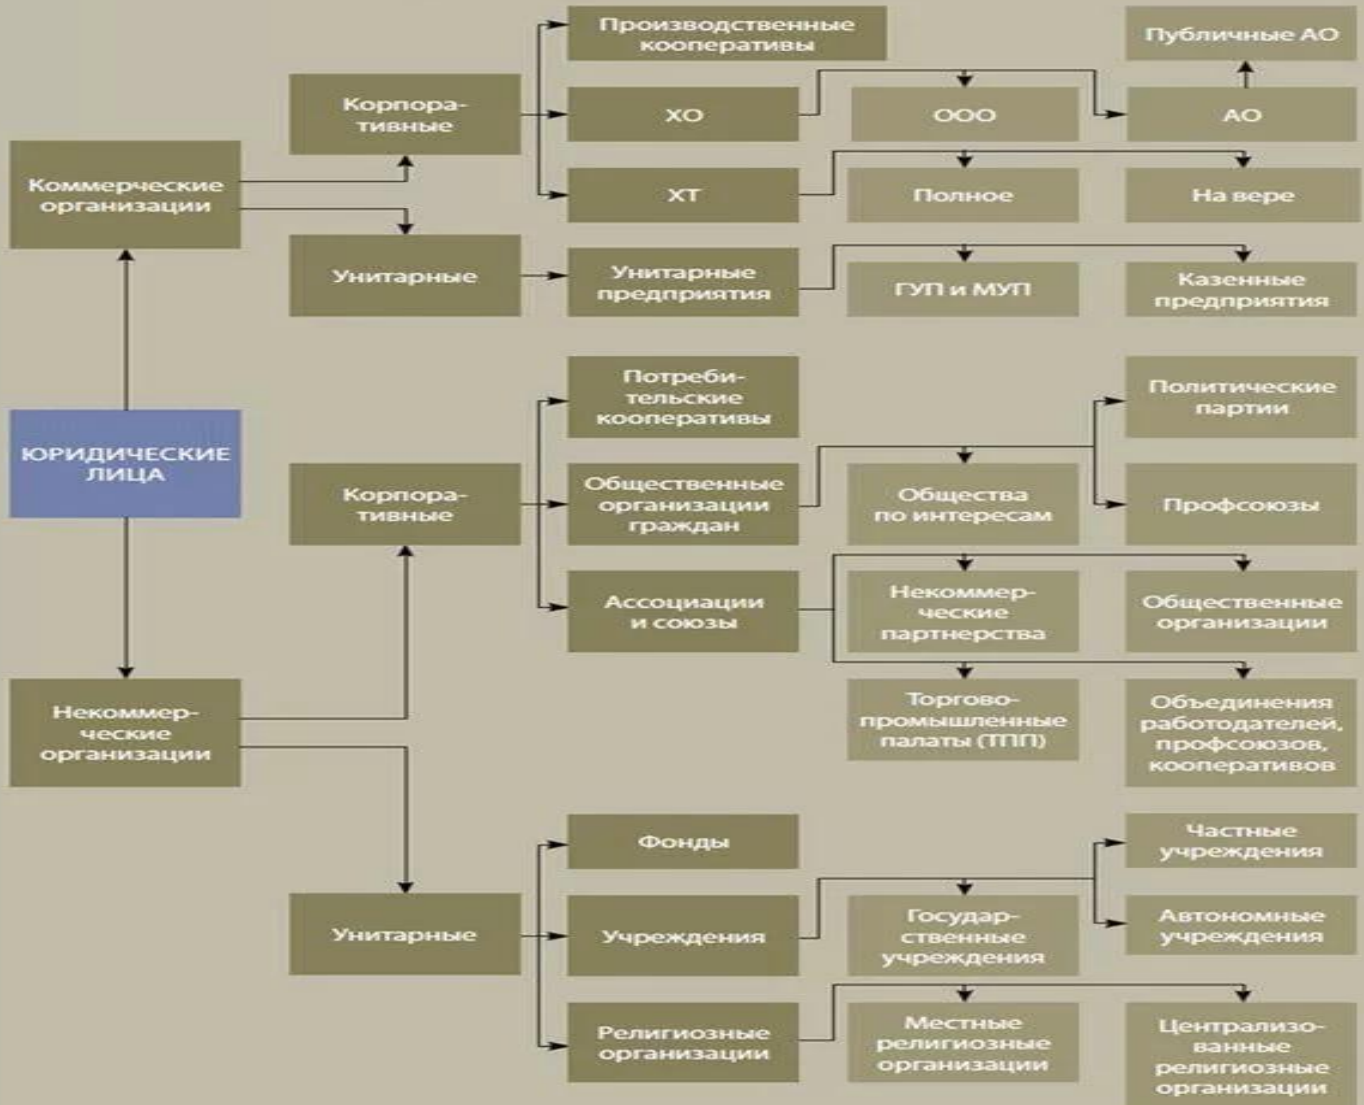 Производственные
кооперативы
Публичные АО
Корпора-
тивные
ХО
ООО
АО
Коммерческие
организации
ХТ
Полное
На вере
Унитарные
Унитарные
предприятия
ГУП и МУП
Казенные
предприятия
Потреби-
тельские
кооперативы
Политические
партии
ЮРИДИЧЕСКИЕ
ЛИЦА
Корпора-
тивные
Общественные
организации
граждан
Общества
по интересам
Профсоюзы
Ассоциации
и союзы
Некоммер-
ческие
партнерства
Общественные
организации
Некоммер-
ческие
организации
Торгово-
промышленные
палаты (ТПП)
Объединения
работодателей,
профсоюзов,
кооперативов
Фонды
Частные
учреждения
Унитарные
Учреждения
Государ-
ственные
учреждения
Автономные
учреждения
Религиозные
организации
Местные
религиозные
организации
Централизо-
ванные
религиозные
организации